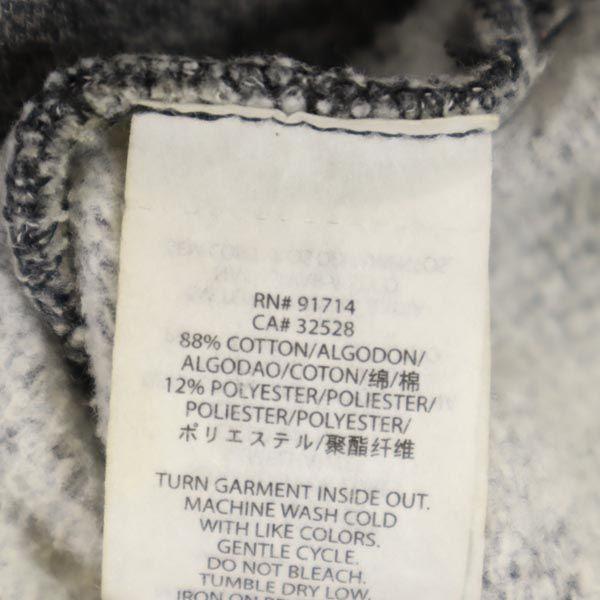 RN# 91714
CA# 32528
88% COTTON/ALGODON/
ALGODAO/COTON/绵/棉
12% POLYESTER/POLIESTER/
POLIESTER/POLYESTER/
ポリエステル/聚酯纤维
TURN GARMENT INSIDE OUT.
MACHINE WASH COLD
WITH LIKE COLORS.
GENTLE CYCLE.
DO NOT BLEACH.
TUMBLE DRY LOW.
IRON ON